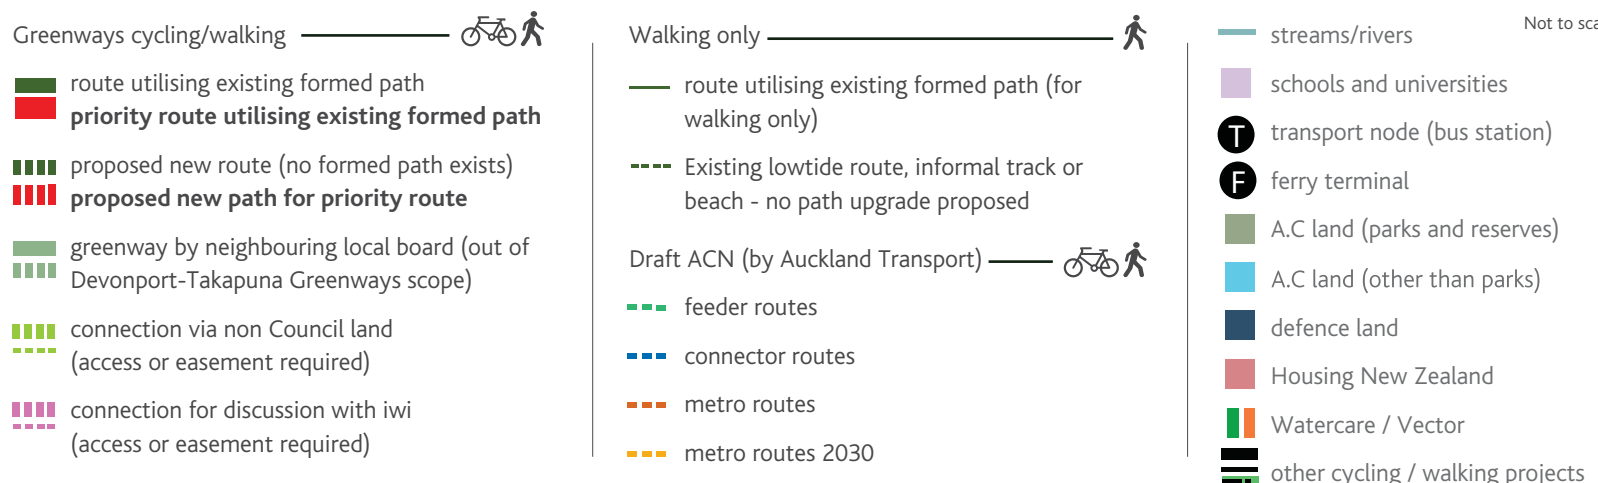 Greenways cycling/walking
route utilising existing formed path
priority route utilising existing formed path
proposed new route (no formed path exists)
proposed new path for priority route
greenway by neighbouring local board (out of
Devonport-Takapuna Greenways scope)
connection via non Council land
(access or easement required)
connection for discussion with iwi
(access or easement required)
Walking only
route utilising existing formed path (for
walking only)
Existing lowtide route, informal track or
beach - no path upgrade proposed
Draft ACN (by Auckland Transport)
feeder routes
connector routes
metro routes
metro routes 2030
Not to sca
streams/rivers
schools and universities
T transport node (bus station)
F ferry terminal
A.C land (parks and reserves)
A.C land (other than parks)
defence land
Housing New Zealand
Watercare / Vector
other cycling / walking projects